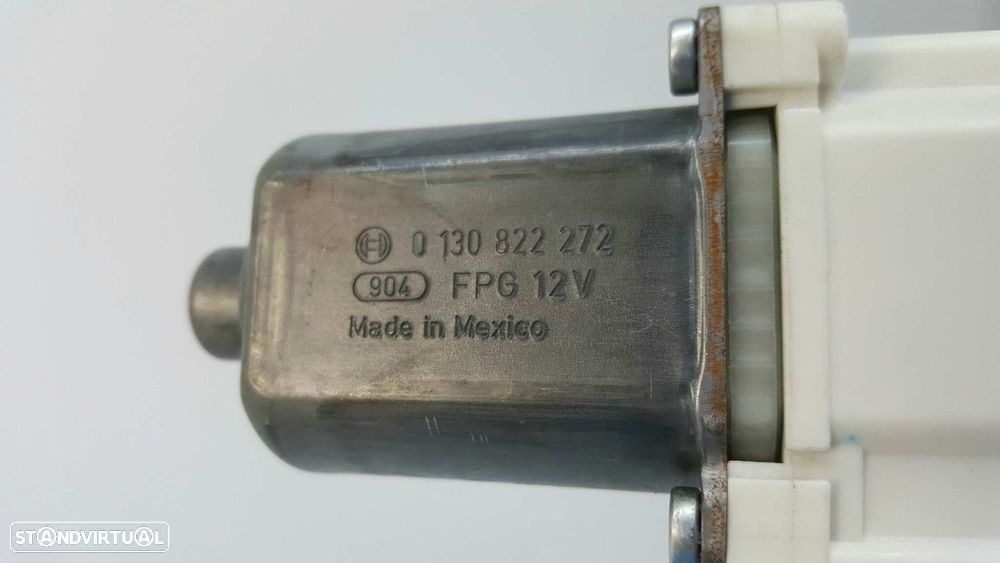 0 130 822 272
904 FPG 12V
Made in Mexico
STANDVIRTUAL